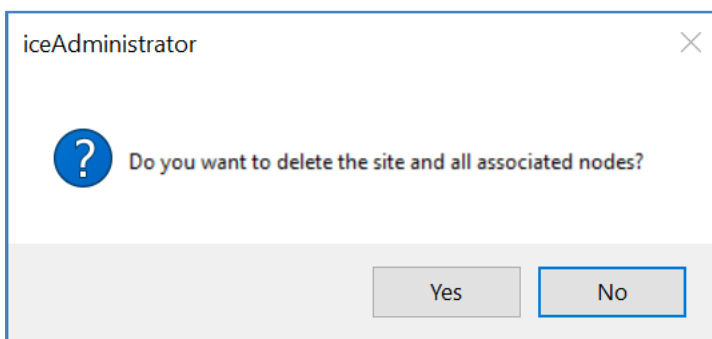 iceAdministrator
Do you want to delete the site and all associated nodes?
Yes
No